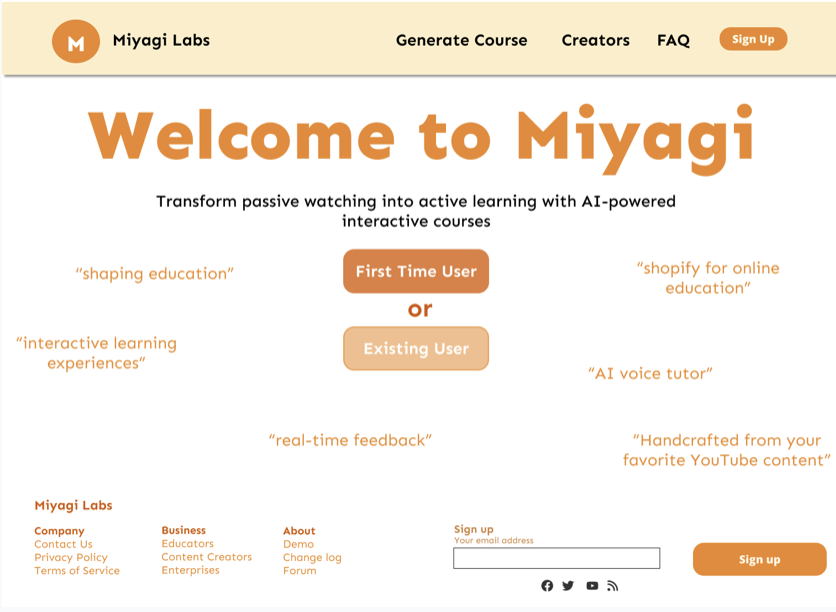 M Miyagi Labs Generate Course Creators FAQ Sign Up
Welcome to Miyagi
Transform passive watching into active learning with AI-powered
interactive courses
“shaping education”
First Time User
“shopify for online
education”
or
“interactive learning
experiences”
Existing User
“AI voice tutor”
“real-time feedback”
“Handcrafted from your
favorite YouTube content”
Miyagi Labs
Company
Contact Us
Privacy Policy
Terms of Service
Business
Educators
Content Creators
Enterprises
About
Demo
Change log
Forum
Sign up
Your email address
Sign up